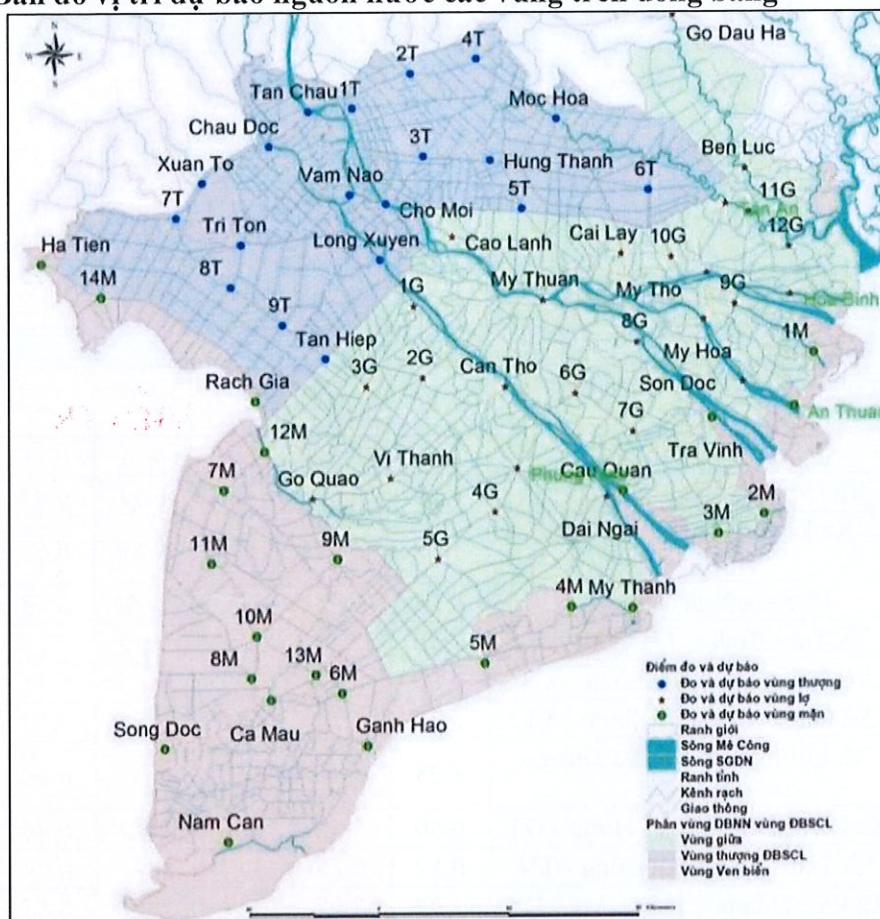 Bản đồ vị trí dự báo nguồn nước các vùng trên đồng bằng
N
Go Dau Ha
4T
2T
Tan Chau 1T
Moc Hoa
Chau Doc
Ben Luc
3T
Xuan To
Hung Thanh
Vam Nao
6T
11G
7T
5T
Tan An
Cho Moi
Tri Ton
12G
Cai Lay
10G
Long Xuyen
Cao Lanh
Ha Tien
8T
14M
1G
My Thuan
My Tho
9G
Hoa Binh
9T
8G
1M
Tan Hiep
My Hoa
3G
2G
Can Tho
6G
Rach Gia
Son Doc
An Thuan
7G
12M
Tra Vinh
Vi Thanh
7M
Go Quao
Cau Quan
4G
2M
3M
Dai Ngai
11M
9M
5G
4M My Thanh
10M
8M
13M
5M
6M
Song Doc
Ca Mau
Ganh Hao
Nam Can
Điểm đo và dự báo
Đo và dự báo vùng thượng
Đo và dự báo vùng lợ
Đo và dự báo vùng mặn
Ranh giới
Sông Mê Công
Sông SGDN
Ranh tỉnh
Kênh rạch
Giao thông
Phân vùng DBNN vùng ĐBSCL
Vùng giữa
Vùng thượng ĐBSCL
Vùng Ven biển